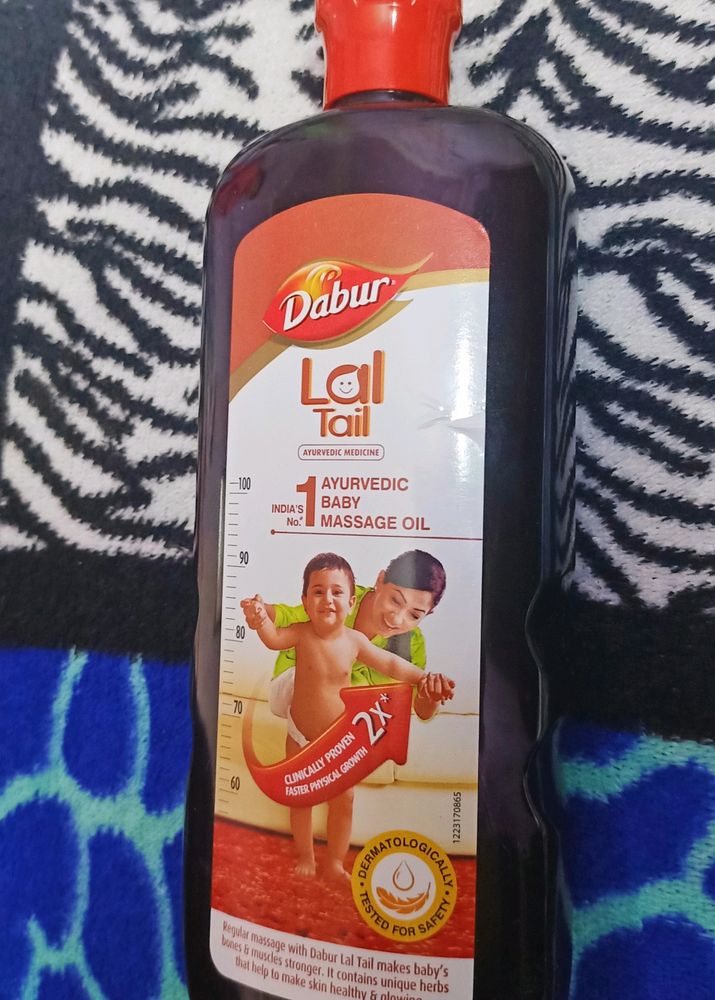 Dabur
Lal
Tail
AYURVEDIC MEDICINE
INDIA'S No.* 1 AYURVEDIC
BABY
MASSAGE OIL
100
90
80
70
60
2X*
CLINICALLY PROVEN
FASTER PHYSICAL GROWTH
1223170865
DERMATOLOGICALLY
TESTED FOR SAFETY
Regular massage with Dabur Lal Tail makes baby's
bones & muscles stronger. It contains unique herbs
that help to make skin healthy & glowing